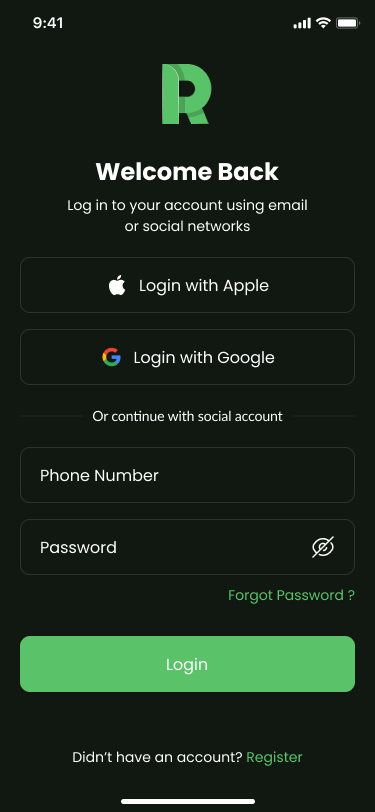 9:41
Welcome Back
Log in to your account using email
or social networks
Login with Apple
Login with Google
Or continue with social account
Phone Number
Password
Forgot Password ?
Login
Didn’t have an account? Register